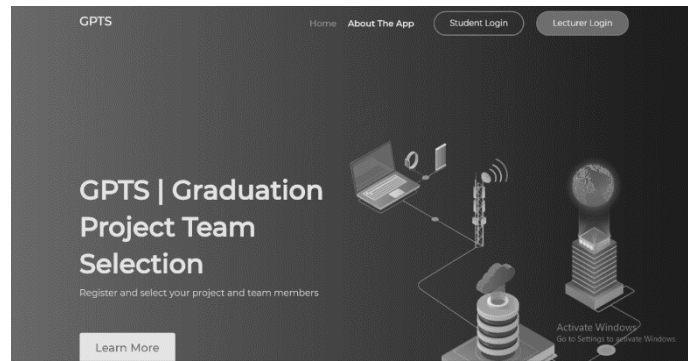 GPTS
Home
About The App
Student Login
Lecturer Login
GPTS | Graduation
Project Team
Selection
Register and select your project and team members
Learn More
Activate Windows
Go to Settings to activate Windows.